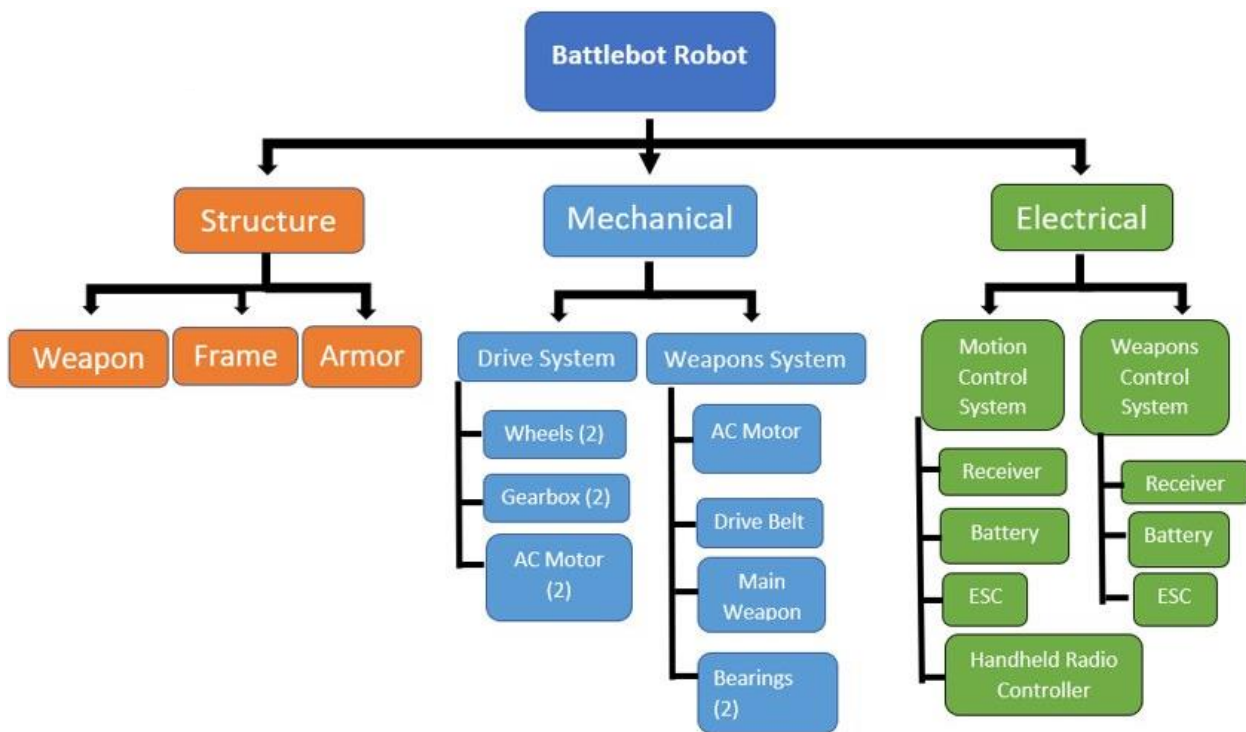 Battlebot Robot
Structure
Mechanical
Electrical
Weapon
Frame
Armor
Drive System
Wheels (2)
Gearbox (2)
AC Motor
(2)
Weapons System
AC Motor
Drive Belt
Main
Weapon
Bearings
(2)
Motion
Control
System
Receiver
Battery
ESC
Handheld Radio
Controller
Weapons
Control
System
Receiver
Battery
ESC